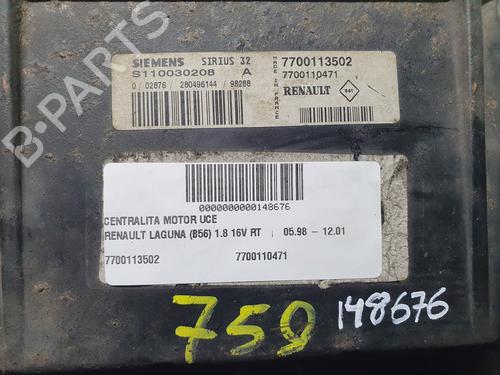 SIEMENS SIRIUS 32
S110030208 A
0 / 02876 / 280496144 / 98288
MADE IN FRANCE
7700113502
7700110471
RENAULT
0000000000148676
CENTRALITA MOTOR UCE
RENAULT LAGUNA (B56) 1.8 16V RT | 05.98 - 12.01
7700113502 7700110471
759 148676
B-PARTS